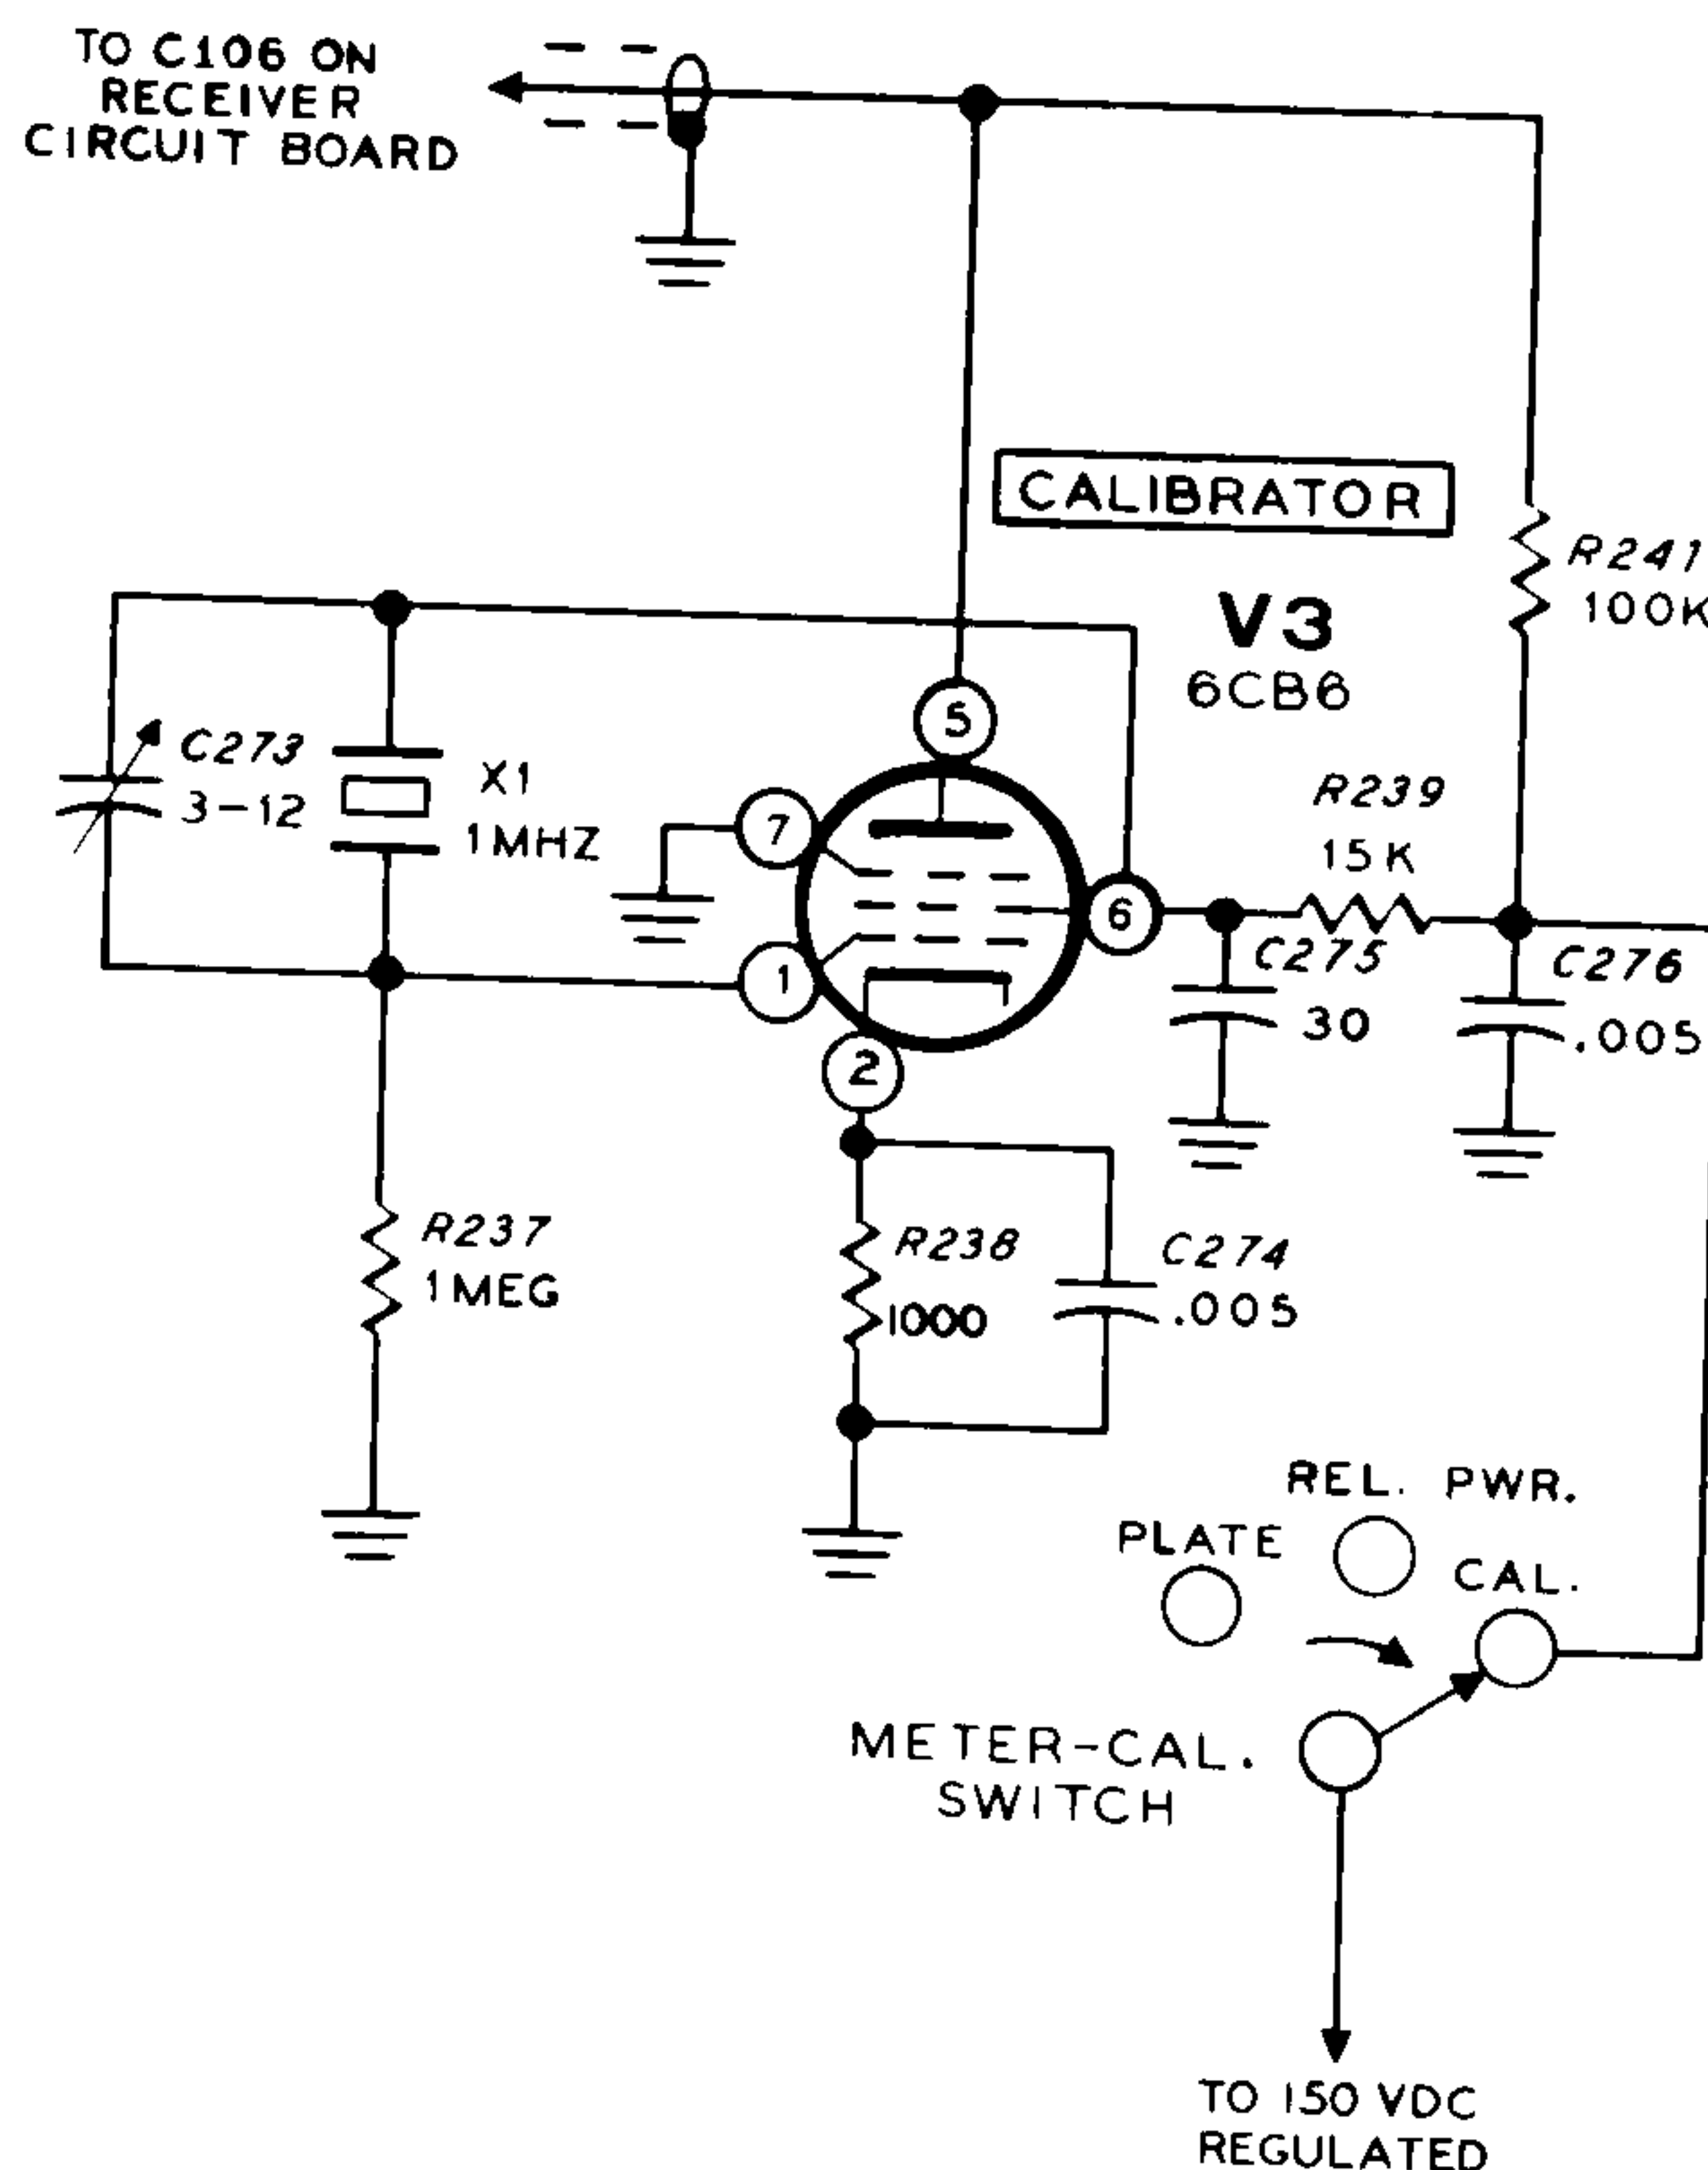 TO C106 ON
RECEIVER
CIRCUIT BOARD
CALIBRATOR
R241
100K
V3
6CB6
C273
3-12
X1
1MHZ
5
7
R239
15K
6
1
C275
30
C276
.005
2
R237
1MEG
R238
1000
C274
.005
REL. PWR.
PLATE
CAL.
METER-CAL.
SWITCH
TO 150 VDC
REGULATED